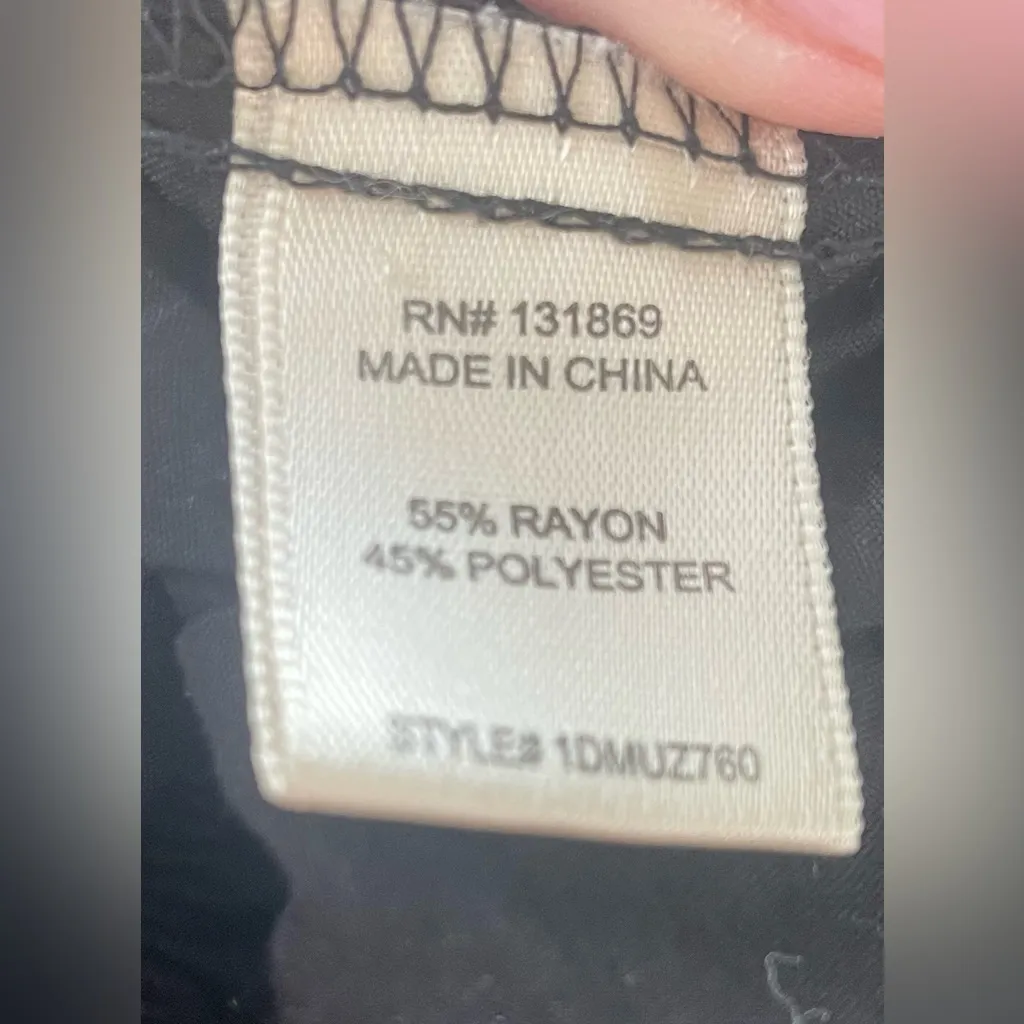 RN# 131869
MADE IN CHINA
55% RAYON
45% POLYESTER
STYLE# 1DMUZ760